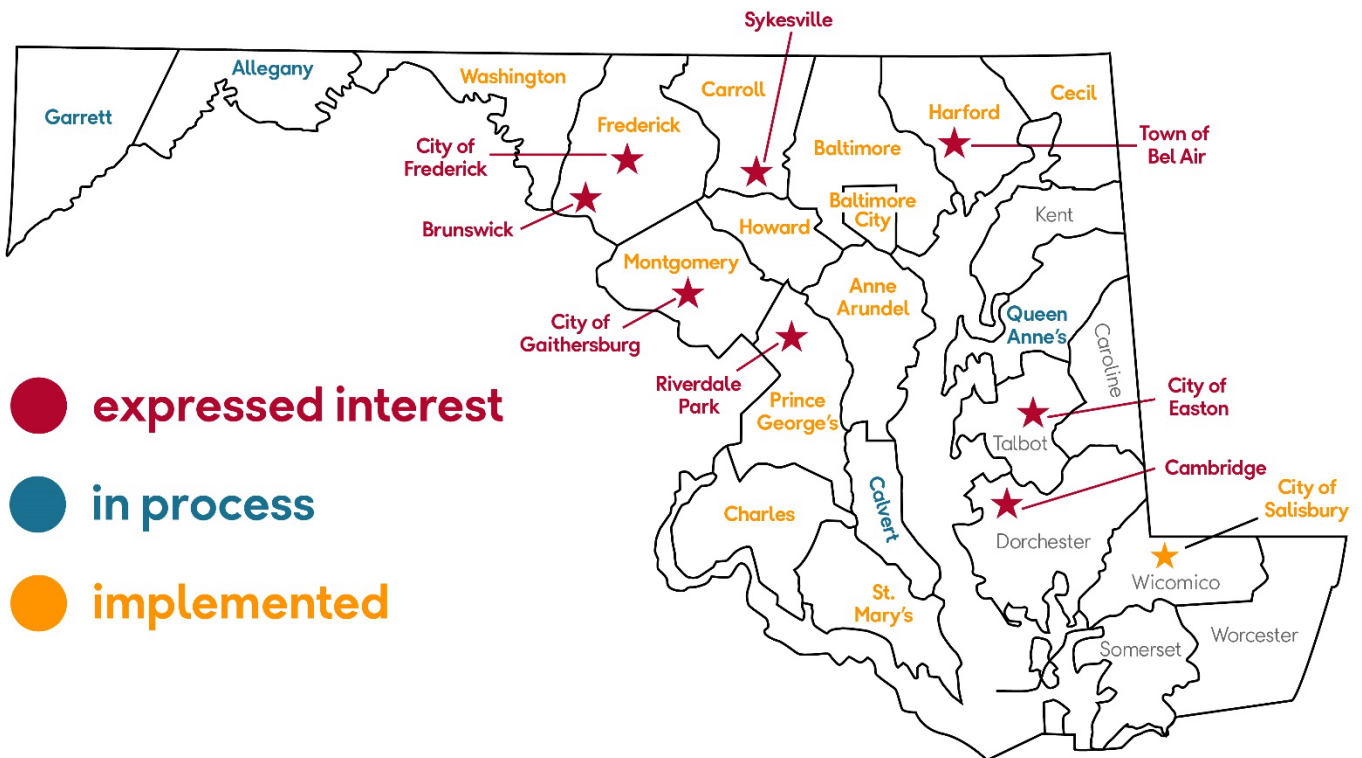 Sykesville
Allegany
Washington
Garrett
Carroll
Cecil
Harford
Frederick
City of
Frederick
Town of
Bel Air
Baltimore
Baltimore
City
Kent
Brunswick
Howard
Montgomery
Anne
Arundel
Queen
Anne's
City of
Gaithersburg
Caroline
Riverdale
Park
Prince
George's
City of
Easton
Talbot
expressed interest
Cambridge
in process
Calvert
City of
Salisbury
Charles
Dorchester
Wicomico
implemented
St.
Mary's
Somerset
Worcester